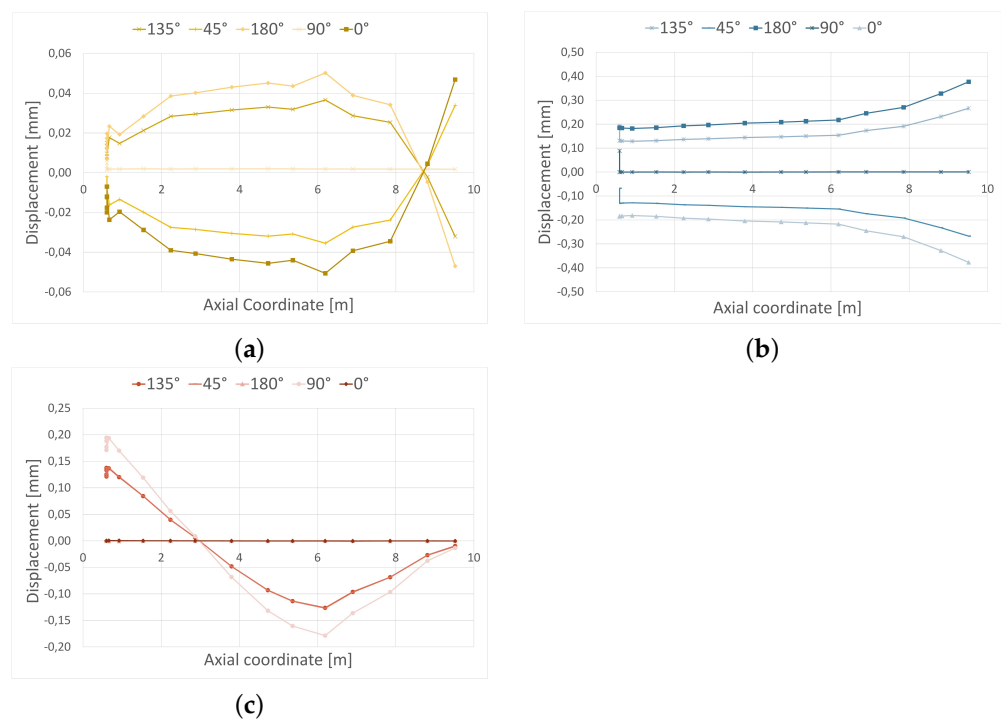 135° 45° 180° 90° 0°
0,06
0,04
0,02
0,00
-0,02
-0,04
-0,06
0 2 4 6 8 10
Displacement [mm]
Axial Coordinate [m]
(a)
135° 45° 180° 90° 0°
0,50
0,40
0,30
0,20
0,10
0,00
-0,10
-0,20
-0,30
-0,40
-0,50
0 2 4 6 8 10
Displacement [mm]
Axial coordinate [m]
(b)
135° 45° 180° 90° 0°
0,25
0,20
0,15
0,10
0,05
0,00
-0,05
-0,10
-0,15
-0,20
0 2 4 6 8 10
Displacement [mm]
Axial coordinate [m]
(c)